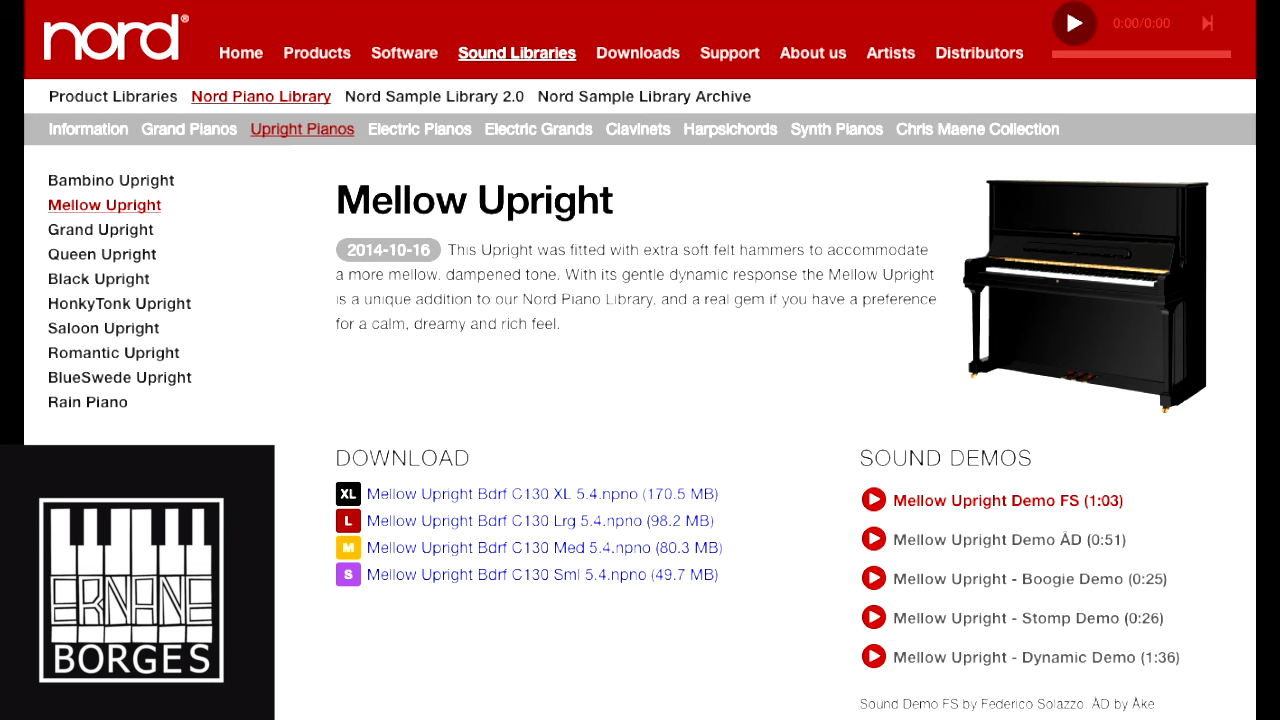 nord®
Home Products Software Sound Libraries Downloads Support About us Artists Distributors
0:00/0:00
Product Libraries Nord Piano Library Nord Sample Library 2.0 Nord Sample Library Archive
Information Grand Pianos Upright Pianos Electric Pianos Electric Grands Clavinets Harpsichords Synth Pianos Chris Maene Collection
Bambino Upright
Mellow Upright
Grand Upright
Queen Upright
Black Upright
HonkyTonk Upright
Saloon Upright
Romantic Upright
BlueSwede Upright
Rain Piano
Mellow Upright
2014-10-16 This Upright was fitted with extra soft felt hammers to accommodate
a more mellow, dampened tone. With its gentle dynamic response the Mellow Upright
is a unique addition to our Nord Piano Library, and a real gem if you have a preference
for a calm, dreamy and rich feel.
DOWNLOAD
XL Mellow Upright Bdrf C130 XL 5.4.npno (170.5 MB)
L Mellow Upright Bdrf C130 Lrg 5.4.npno (98.2 MB)
M Mellow Upright Bdrf C130 Med 5.4.npno (80.3 MB)
S Mellow Upright Bdrf C130 Sml 5.4.npno (49.7 MB)
SOUND DEMOS
Mellow Upright Demo FS (1:03)
Mellow Upright Demo ÅD (0:51)
Mellow Upright - Boogie Demo (0:25)
Mellow Upright - Stomp Demo (0:26)
Mellow Upright - Dynamic Demo (1:36)
Sound Demo FS by Federico Solazzo. ÅD by Åke
ERNANE
BORGES